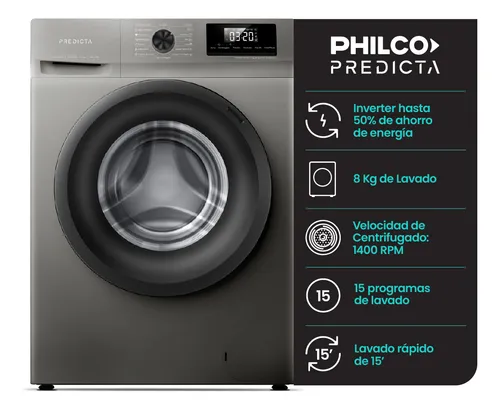 PREDICTA
03:20
PHILCO
PREDICTA
Inverter hasta
50% de ahorro
de energía
8 Kg de Lavado
Velocidad de
Centrifugado:
1400 RPM
15
15 programas
de lavado
15'
Lavado rápido
de 15'